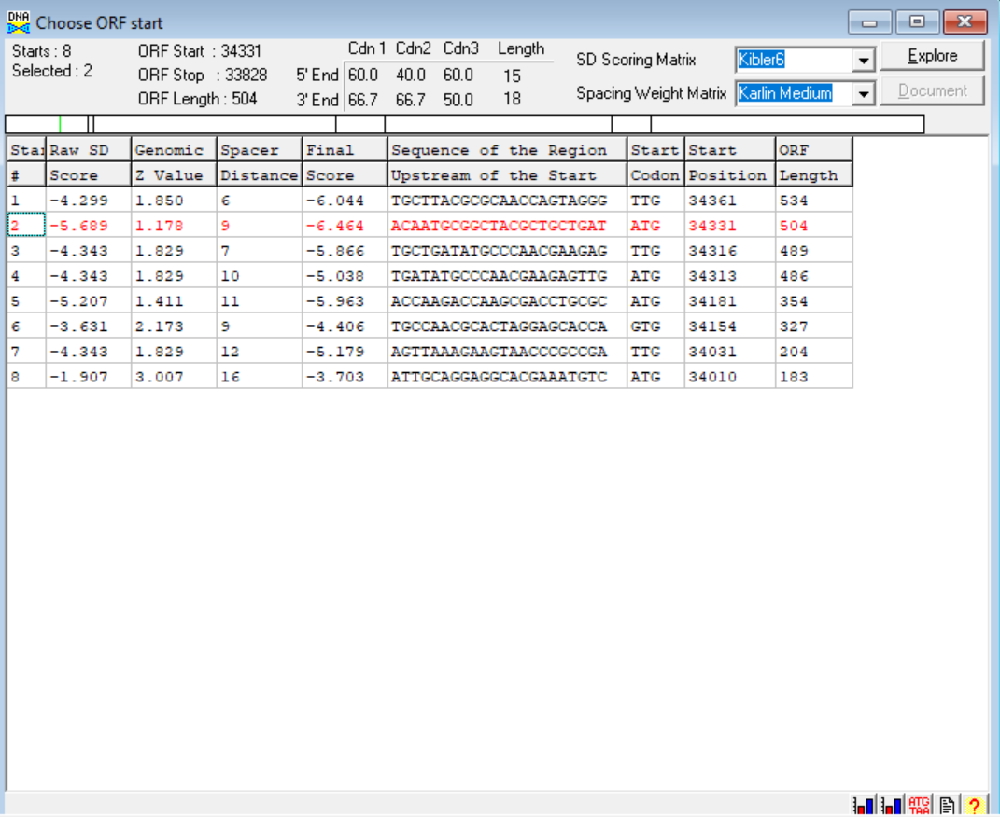 DNA Choose ORF start
Starts : 8 ORF Start : 34331 Cdn 1 Cdn2 Cdn3 Length SD Scoring Matrix Kibler6 Explore
Selected : 2 ORF Stop : 33828 5' End 60.0 40.0 60.0 15
ORF Length : 504 3' End 66.7 66.7 50.0 18 Spacing Weight Matrix Karlin Medium Document
Star Raw SD Genomic Spacer Final Sequence of the Region Start Start ORF
# Score Z Value Distance Score Upstream of the Start Codon Position Length
1 -4.299 1.850 6 -6.044 TGCTTACGCGCAACCAGTAGGG TTG 34361 534
2 -5.689 1.178 9 -6.464 ACAATGCGGCTACGCTGCTGAT ATG 34331 504
3 -4.343 1.829 7 -5.866 TGCTGATATGCCCAACGAAGAG TTG 34316 489
4 -4.343 1.829 10 -5.038 TGATATGCCCAACGAAGAGTTG ATG 34313 486
5 -5.207 1.411 11 -5.963 ACCAAGACCAAGCGACCTGCGC ATG 34181 354
6 -3.631 2.173 9 -4.406 TGCCAACGCACTAGGAGCACCA GTG 34154 327
7 -4.343 1.829 12 -5.179 AGTTAAAGAAGTAACCCGCCGA TTG 34031 204
8 -1.907 3.007 16 -3.703 ATTGCAGGAGGCACGAAATGTC ATG 34010 183
ATG
TAA ?